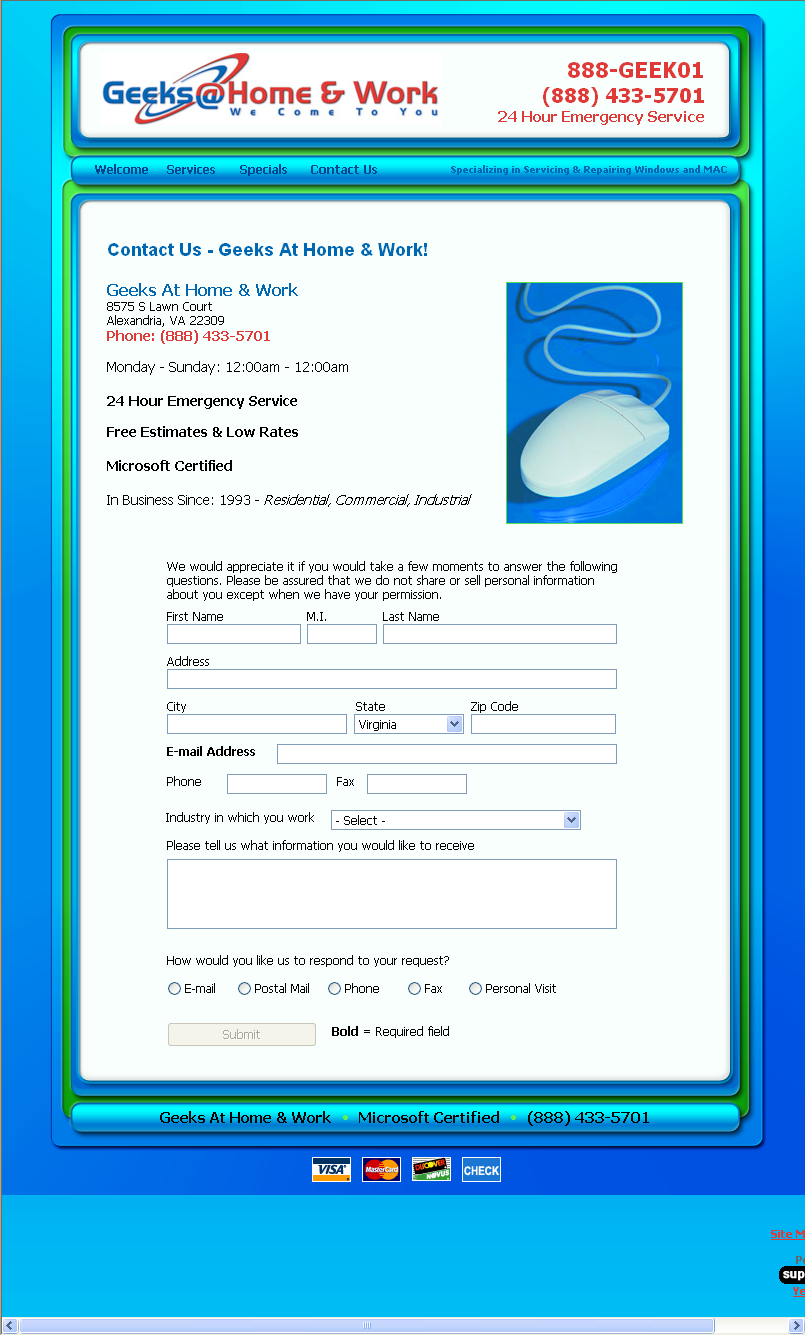 Geeks@Home & Work
We Come To You
888-GEEK01
(888) 433-5701
24 Hour Emergency Service
Welcome Services Specials Contact Us Specializing in Servicing & Repairing Windows and MAC
Contact Us - Geeks At Home & Work!
Geeks At Home & Work
8575 S Lawn Court
Alexandria, VA 22309
Phone: (888) 433-5701
Monday - Sunday: 12:00am - 12:00am
24 Hour Emergency Service
Free Estimates & Low Rates
Microsoft Certified
In Business Since: 1993 - Residential, Commercial, Industrial
We would appreciate it if you would take a few moments to answer the following
questions. Please be assured that we do not share or sell personal information
about you except when we have your permission.
First Name M.I. Last Name
Address
City State Zip Code
Virginia
E-mail Address
Phone Fax
Industry in which you work - Select -
Please tell us what information you would like to receive
How would you like us to respond to your request?
E-mail Postal Mail Phone Fax Personal Visit
Submit Bold = Required field
Geeks At Home & Work • Microsoft Certified • (888) 433-5701
VISA MasterCard DISCOVER NOVUS CHECK
Site M
sup